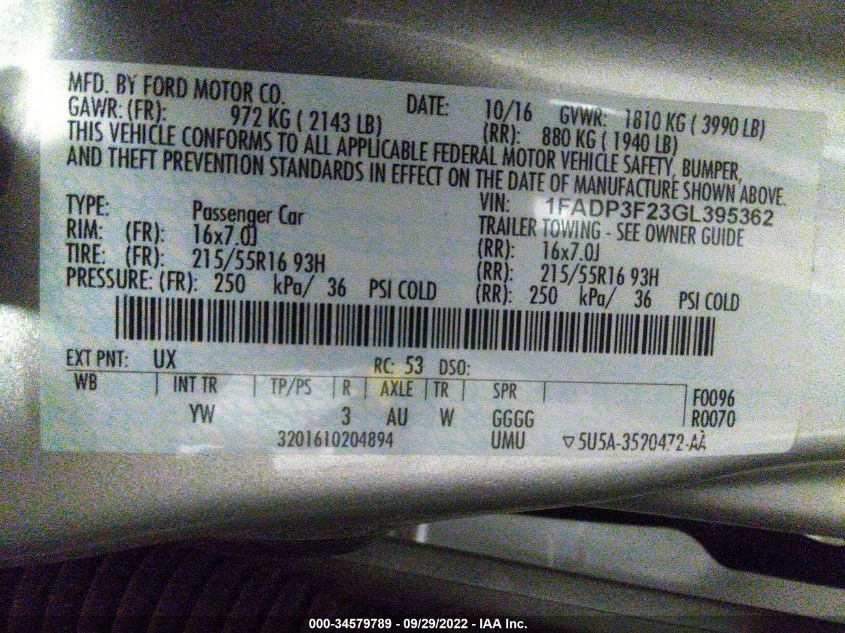 MFD. BY FORD MOTOR CO.
DATE: 10/16 GVWR: 1810 KG ( 3990 LB)
GAWR: (FR): 972 KG ( 2143 LB) (RR): 880 KG ( 1940 LB)
THIS VEHICLE CONFORMS TO ALL APPLICABLE FEDERAL MOTOR VEHICLE SAFETY, BUMPER,
AND THEFT PREVENTION STANDARDS IN EFFECT ON THE DATE OF MANUFACTURE SHOWN ABOVE.
VIN: 1FADP3F23GL395362
TYPE: Passenger Car TRAILER TOWING - SEE OWNER GUIDE
RIM: (FR): 16x7.0J (RR): 16x7.0J
TIRE: (FR): 215/55R16 93H (RR): 215/55R16 93H
PRESSURE: (FR): 250 kPa/ 36 PSI COLD (RR): 250 kPa/ 36 PSI COLD
EXT PNT: UX RC: 53 DSO:
WB INT TR TP/PS R AXLE TR SPR F0096
YW 3 AU W GGGG R0070
3201610204894 UMU ▽5U5A-3520472-AA
000-34579789 - 09/29/2022 - IAA Inc.